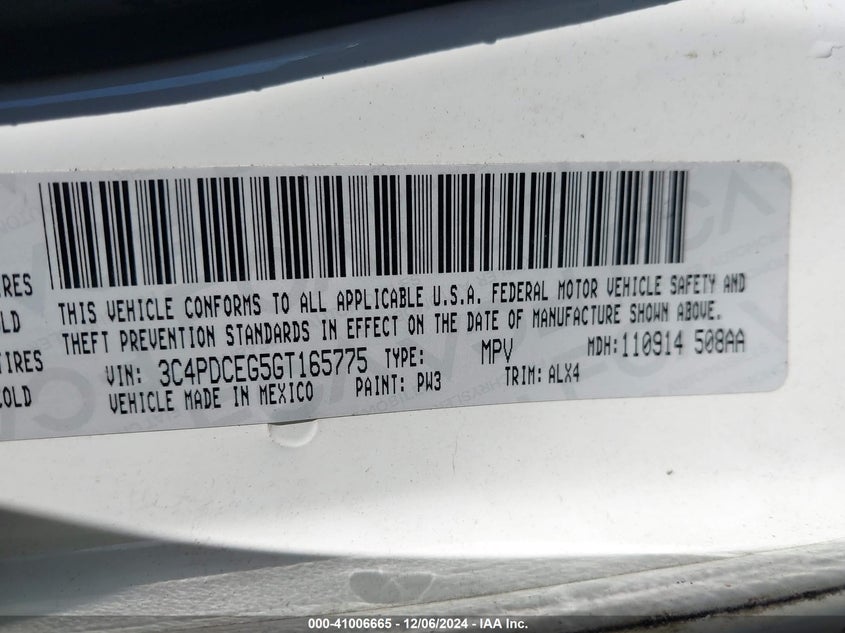 IRES
OLD
THIS VEHICLE CONFORMS TO ALL APPLICABLE U.S.A. FEDERAL MOTOR VEHICLE SAFETY AND
THEFT PREVENTION STANDARDS IN EFFECT ON THE DATE OF MANUFACTURE SHOWN ABOVE.
TIRES
COLD
VIN: 3C4PDCEG5GT165775 TYPE: MPV MDH: 110914 508AA
VEHICLE MADE IN MEXICO PAINT: PW3 TRIM: ALX4
000-41006665 - 12/06/2024 - IAA Inc.